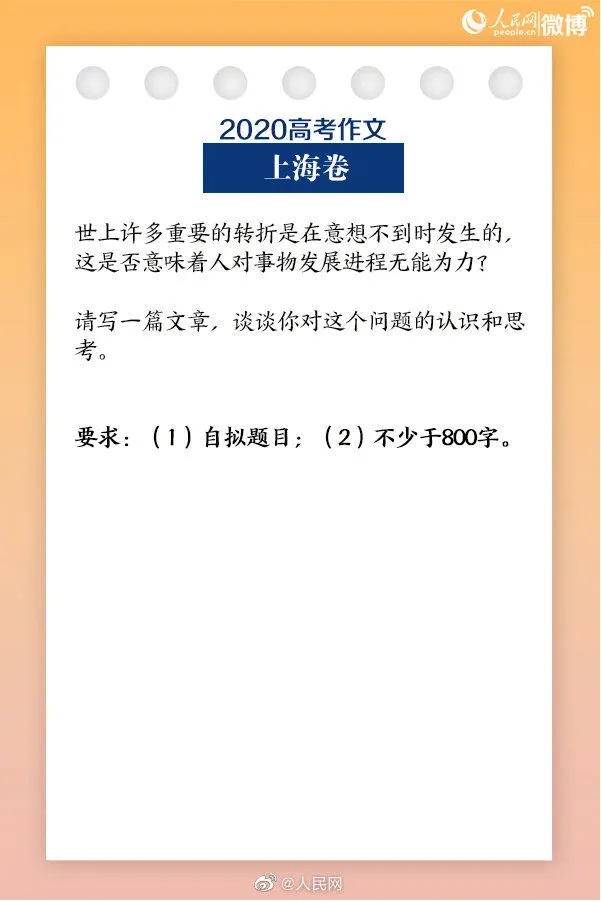 人民网 微博
people.cn
2020高考作文
上海卷
世上许多重要的转折是在意想不到时发生的，
这是否意味着人对事物发展进程无能为力？
请写一篇文章，谈谈你对这个问题的认识和思
考。
要求：（1）自拟题目；（2）不少于800字。
@人民网